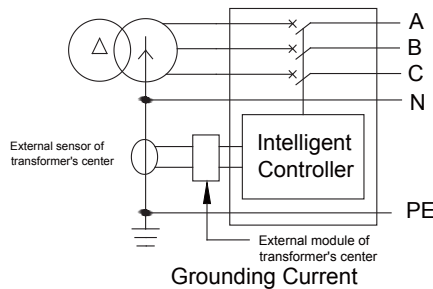 A
B
C
N
External sensor of
transformer's center
Intelligent
Controller
PE
External module of
transformer's center
Grounding Current